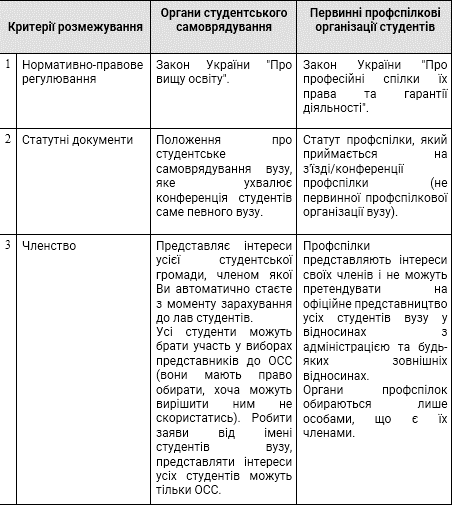 Критерії розмежування
Органи студентського
самоврядування
Первинні профспілкові
організації студентів
1
Нормативно-правове
регулювання
Закон України "Про
вищу освіту".
Закон України "Про
професійні спілки їх
права та гарантії
діяльності".
2
Статутні документи
Положення про
студентське
самоврядування вузу,
яке ухвалює
конференція студентів
саме певного вузу.
Статут профспілки, який
приймається на
з'їзді/конференції
профспілки (не
первинної профспілкової
організації вузу).
3
Членство
Представляє інтереси
усієї студентської
громади, членом якої
Ви автоматично стаєте
з моменту зарахування
до лав студентів.
Усі студенти можуть
брати участь у виборах
представників до ОСС
(вони мають право
обирати, хоча можуть
вирішити ним не
скористатись). Робити
заяви від імені
студентів вузу,
представляти інтереси
усіх студентів можуть
тільки ОСС.
Профспілки
представляють інтереси
своїх членів і не можуть
претендувати на
офіційне представництво
усіх студентів вузу у
відносинах з
адміністрацією та будь-
яких зовнішніх
відносинах.
Органи профспілок
обираються лише
особами, що є їх
членами.